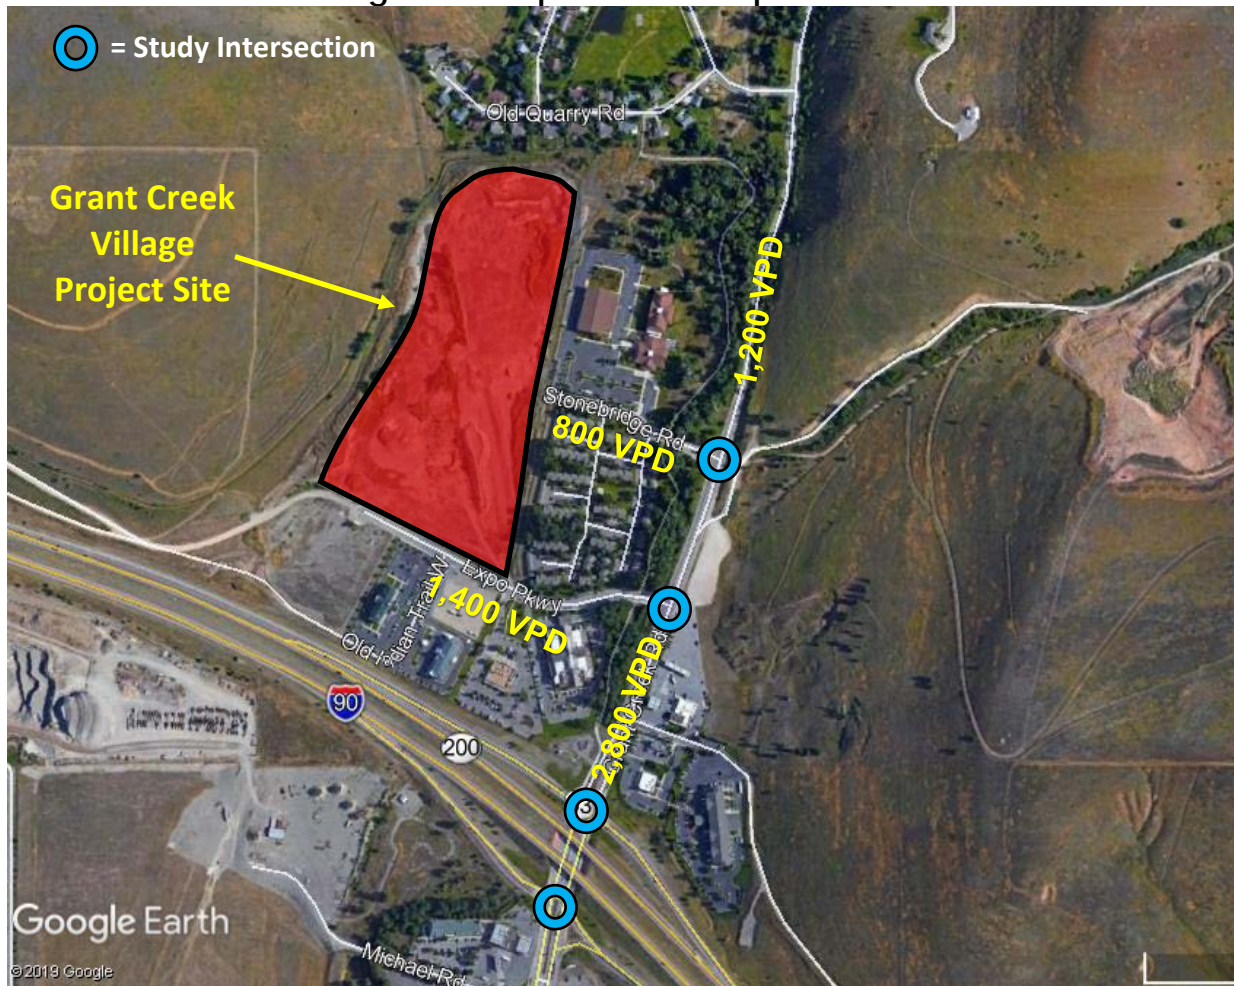 = Study Intersection
Old Quarry Rd
Grant Creek
Village
Project Site
1,200 VPD
Stonebridge Rd
800 VPD
Expo Pkwy
1,400 VPD
Old Indian Trail W
2,800 VPD
90
200
3
Michael Rd
Google Earth
©2019 Google